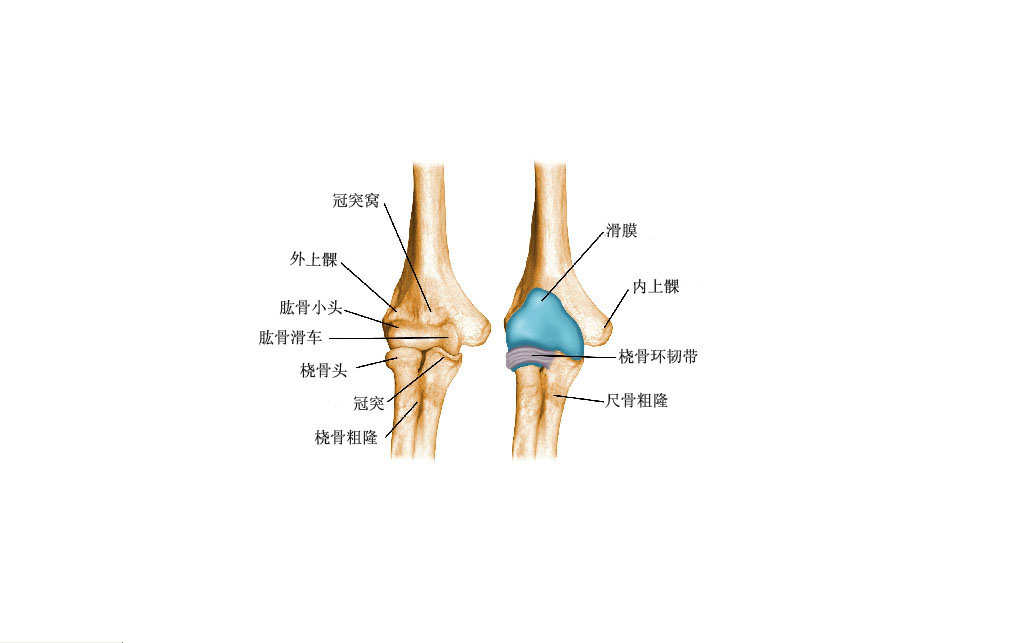 冠突窝
外上髁
肱骨小头
肱骨滑车
桡骨头
冠突
桡骨粗隆
滑膜
内上髁
桡骨环韧带
尺骨粗隆